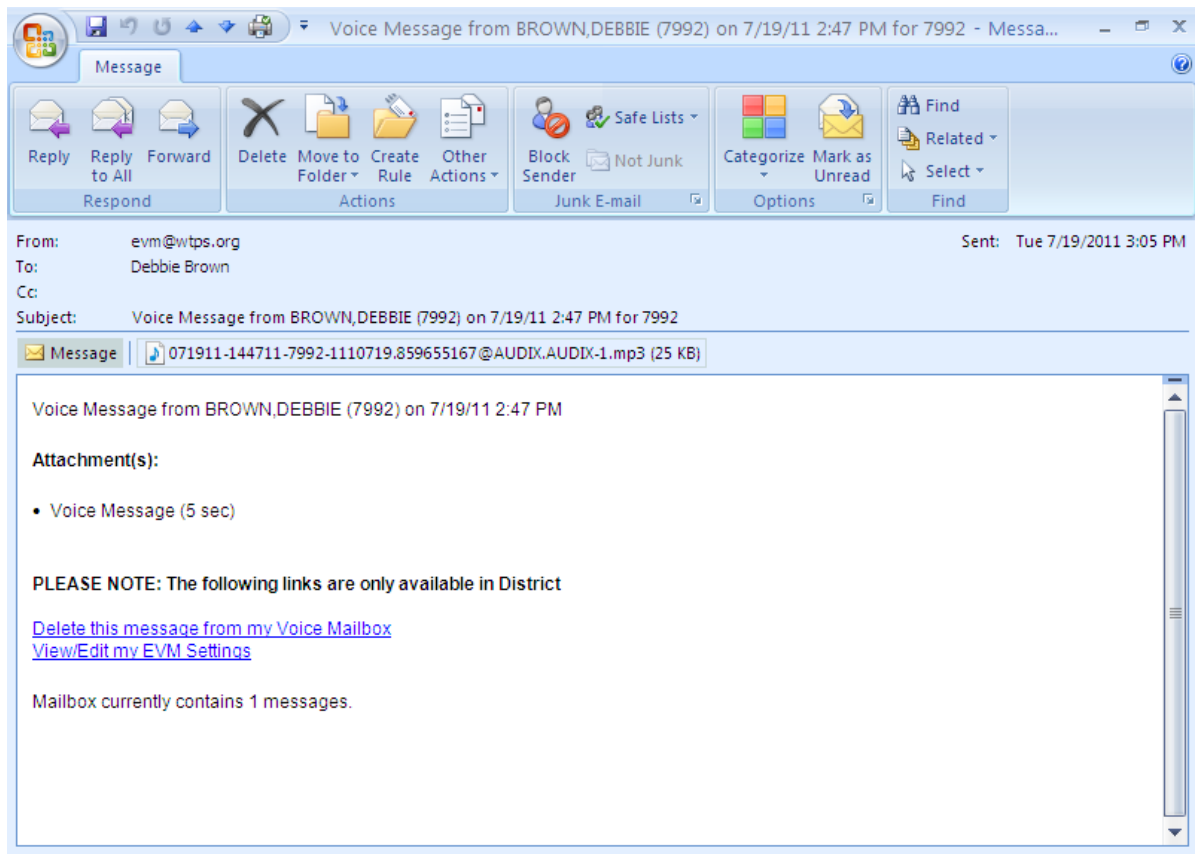 Voice Message from BROWN,DEBBIE (7992) on 7/19/11 2:47 PM for 7992 - Messa...
Message
Reply
Reply to All
Forward
Respond
Delete
Move to Folder
Create Rule
Other Actions
Actions
Block Sender
Safe Lists
Not Junk
Junk E-mail
Categorize
Mark as Unread
Options
Find
Related
Select
Find
From: evm@wtps.org
Sent: Tue 7/19/2011 3:05 PM
To: Debbie Brown
Cc:
Subject: Voice Message from BROWN,DEBBIE (7992) on 7/19/11 2:47 PM for 7992
Message
071911-144711-7992-1110719.859655167@AUDIX.AUDIX-1.mp3 (25 KB)
Voice Message from BROWN,DEBBIE (7992) on 7/19/11 2:47 PM
Attachment(s):
• Voice Message (5 sec)
PLEASE NOTE: The following links are only available in District
Delete this message from my Voice Mailbox
View/Edit my EVM Settings
Mailbox currently contains 1 messages.